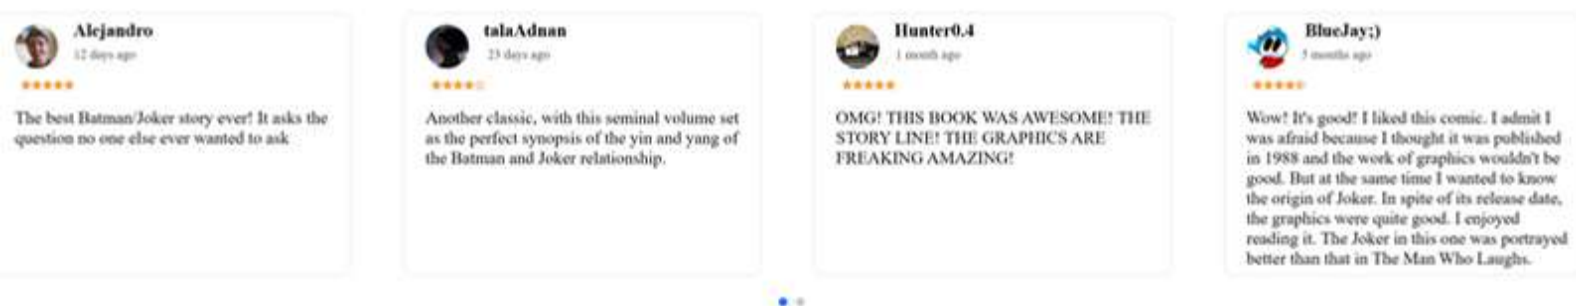 Alejandro
12 days ago
The best Batman/Joker story ever! It asks the
question no one else ever wanted to ask
talaAdnan
23 days ago
Another classic, with this seminal volume set
as the perfect synopsis of the yin and yang of
the Batman and Joker relationship.
Hunter0.4
1 month ago
OMG! THIS BOOK WAS AWESOME! THE
STORY LINE! THE GRAPHICS ARE
FREAKING AMAZING!
BlueJay;)
5 months ago
Wow! It's good! I liked this comic. I admit I
was afraid because I thought it was published
in 1988 and the work of graphics wouldn't be
good. But at the same time I wanted to know
the origin of Joker. In spite of its release date,
the graphics were quite good. I enjoyed
reading it. The Joker in this one was portrayed
better than that in The Man Who Laughs.